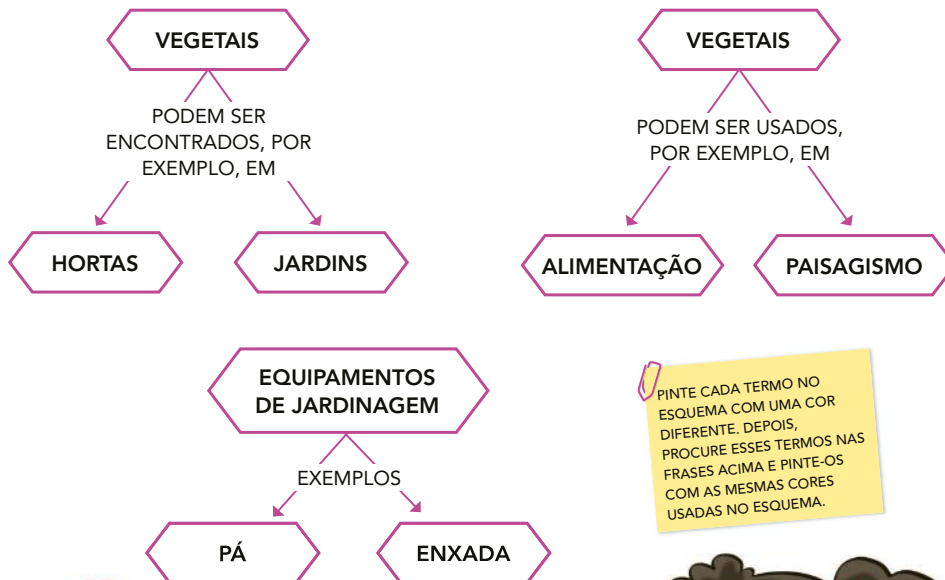 VEGETAIS
PODEM SER
ENCONTRADOS, POR
EXEMPLO, EM
HORTAS
JARDINS
VEGETAIS
PODEM SER USADOS,
POR EXEMPLO, EM
ALIMENTAÇÃO
PAISAGISMO
EQUIPAMENTOS
DE JARDINAGEM
EXEMPLOS
PÁ
ENXADA
PINTE CADA TERMO NO
ESQUEMA COM UMA COR
DIFERENTE. DEPOIS,
PROCURE ESSES TERMOS NAS
FRASES ACIMA E PINTE-OS
COM AS MESMAS CORES
USADAS NO ESQUEMA.